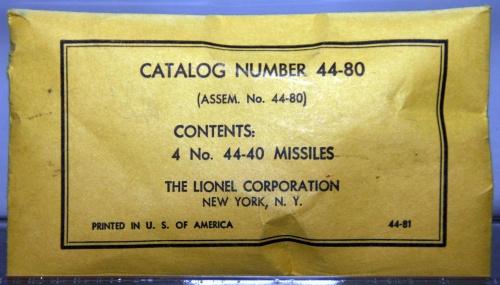 CATALOG NUMBER 44-80
(ASSEM. No. 44-80)
CONTENTS:
4 No. 44-40 MISSILES
THE LIONEL CORPORATION
NEW YORK, N. Y.
PRINTED IN U. S. OF AMERICA 44-81